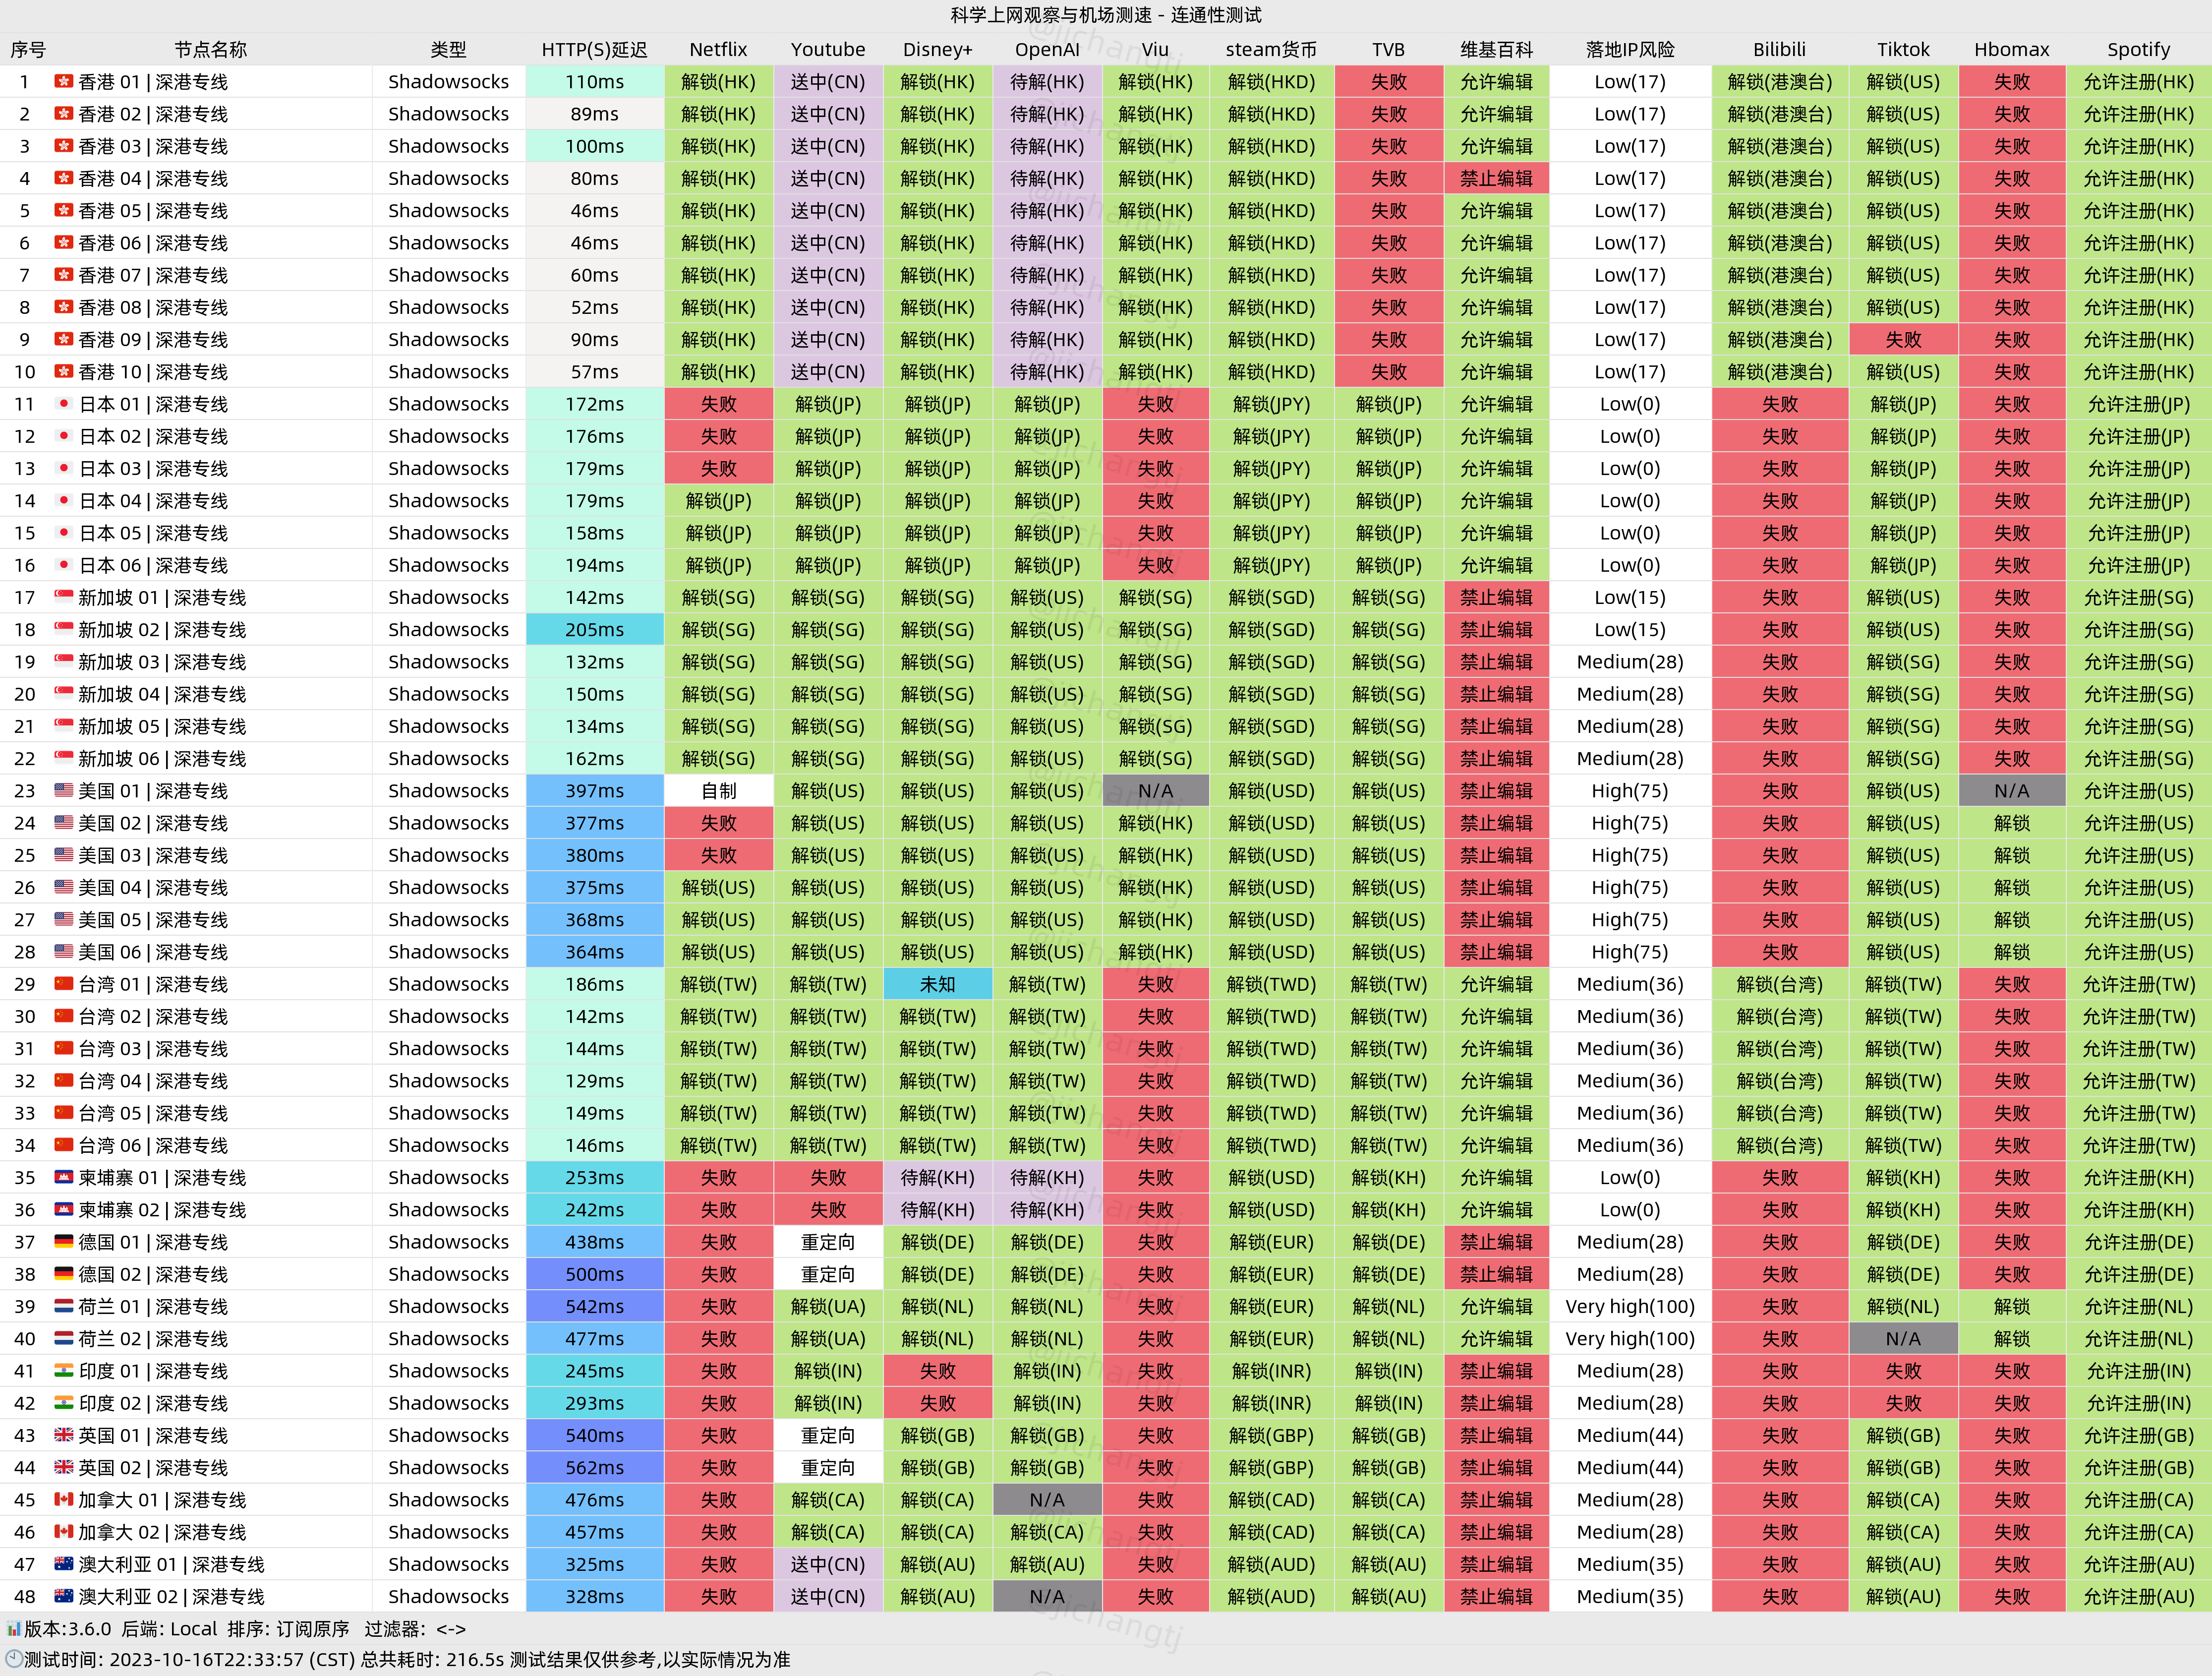 科学上网观察与机场测速 - 连通性测试
序号 节点名称 类型 HTTP(S)延迟 Netflix Youtube Disney+ OpenAI Viu steam货币 TVB 维基百科 落地IP风险 Bilibili Tiktok Hbomax Spotify
1 香港 01 | 深港专线 Shadowsocks 110ms 解锁(HK) 送中(CN) 解锁(HK) 待解(HK) 解锁(HK) 解锁(HKD) 失败 允许编辑 Low(17) 解锁(港澳台) 解锁(US) 失败 允许注册(HK)
2 香港 02 | 深港专线 Shadowsocks 89ms 解锁(HK) 送中(CN) 解锁(HK) 待解(HK) 解锁(HK) 解锁(HKD) 失败 允许编辑 Low(17) 解锁(港澳台) 解锁(US) 失败 允许注册(HK)
3 香港 03 | 深港专线 Shadowsocks 100ms 解锁(HK) 送中(CN) 解锁(HK) 待解(HK) 解锁(HK) 解锁(HKD) 失败 允许编辑 Low(17) 解锁(港澳台) 解锁(US) 失败 允许注册(HK)
4 香港 04 | 深港专线 Shadowsocks 80ms 解锁(HK) 送中(CN) 解锁(HK) 待解(HK) 解锁(HK) 解锁(HKD) 失败 禁止编辑 Low(17) 解锁(港澳台) 解锁(US) 失败 允许注册(HK)
5 香港 05 | 深港专线 Shadowsocks 46ms 解锁(HK) 送中(CN) 解锁(HK) 待解(HK) 解锁(HK) 解锁(HKD) 失败 允许编辑 Low(17) 解锁(港澳台) 解锁(US) 失败 允许注册(HK)
6 香港 06 | 深港专线 Shadowsocks 46ms 解锁(HK) 送中(CN) 解锁(HK) 待解(HK) 解锁(HK) 解锁(HKD) 失败 允许编辑 Low(17) 解锁(港澳台) 解锁(US) 失败 允许注册(HK)
7 香港 07 | 深港专线 Shadowsocks 60ms 解锁(HK) 送中(CN) 解锁(HK) 待解(HK) 解锁(HK) 解锁(HKD) 失败 允许编辑 Low(17) 解锁(港澳台) 解锁(US) 失败 允许注册(HK)
8 香港 08 | 深港专线 Shadowsocks 52ms 解锁(HK) 送中(CN) 解锁(HK) 待解(HK) 解锁(HK) 解锁(HKD) 失败 允许编辑 Low(17) 解锁(港澳台) 解锁(US) 失败 允许注册(HK)
9 香港 09 | 深港专线 Shadowsocks 90ms 解锁(HK) 送中(CN) 解锁(HK) 待解(HK) 解锁(HK) 解锁(HKD) 失败 允许编辑 Low(17) 解锁(港澳台) 失败 失败 允许注册(HK)
10 香港 10 | 深港专线 Shadowsocks 57ms 解锁(HK) 送中(CN) 解锁(HK) 待解(HK) 解锁(HK) 解锁(HKD) 失败 允许编辑 Low(17) 解锁(港澳台) 解锁(US) 失败 允许注册(HK)
11 日本 01 | 深港专线 Shadowsocks 172ms 失败 解锁(JP) 解锁(JP) 解锁(JP) 失败 解锁(JPY) 解锁(JP) 允许编辑 Low(0) 失败 解锁(JP) 失败 允许注册(JP)
12 日本 02 | 深港专线 Shadowsocks 176ms 失败 解锁(JP) 解锁(JP) 解锁(JP) 失败 解锁(JPY) 解锁(JP) 允许编辑 Low(0) 失败 解锁(JP) 失败 允许注册(JP)
13 日本 03 | 深港专线 Shadowsocks 179ms 失败 解锁(JP) 解锁(JP) 解锁(JP) 失败 解锁(JPY) 解锁(JP) 允许编辑 Low(0) 失败 解锁(JP) 失败 允许注册(JP)
14 日本 04 | 深港专线 Shadowsocks 179ms 解锁(JP) 解锁(JP) 解锁(JP) 解锁(JP) 失败 解锁(JPY) 解锁(JP) 允许编辑 Low(0) 失败 解锁(JP) 失败 允许注册(JP)
15 日本 05 | 深港专线 Shadowsocks 158ms 解锁(JP) 解锁(JP) 解锁(JP) 解锁(JP) 失败 解锁(JPY) 解锁(JP) 允许编辑 Low(0) 失败 解锁(JP) 失败 允许注册(JP)
16 日本 06 | 深港专线 Shadowsocks 194ms 解锁(JP) 解锁(JP) 解锁(JP) 解锁(JP) 失败 解锁(JPY) 解锁(JP) 允许编辑 Low(0) 失败 解锁(JP) 失败 允许注册(JP)
17 新加坡 01 | 深港专线 Shadowsocks 142ms 解锁(SG) 解锁(SG) 解锁(SG) 解锁(US) 解锁(SG) 解锁(SGD) 解锁(SG) 禁止编辑 Low(15) 失败 解锁(US) 失败 允许注册(SG)
18 新加坡 02 | 深港专线 Shadowsocks 205ms 解锁(SG) 解锁(SG) 解锁(SG) 解锁(US) 解锁(SG) 解锁(SGD) 解锁(SG) 禁止编辑 Low(15) 失败 解锁(US) 失败 允许注册(SG)
19 新加坡 03 | 深港专线 Shadowsocks 132ms 解锁(SG) 解锁(SG) 解锁(SG) 解锁(US) 解锁(SG) 解锁(SGD) 解锁(SG) 禁止编辑 Medium(28) 失败 解锁(SG) 失败 允许注册(SG)
20 新加坡 04 | 深港专线 Shadowsocks 150ms 解锁(SG) 解锁(SG) 解锁(SG) 解锁(US) 解锁(SG) 解锁(SGD) 解锁(SG) 禁止编辑 Medium(28) 失败 解锁(SG) 失败 允许注册(SG)
21 新加坡 05 | 深港专线 Shadowsocks 134ms 解锁(SG) 解锁(SG) 解锁(SG) 解锁(US) 解锁(SG) 解锁(SGD) 解锁(SG) 禁止编辑 Medium(28) 失败 解锁(SG) 失败 允许注册(SG)
22 新加坡 06 | 深港专线 Shadowsocks 162ms 解锁(SG) 解锁(SG) 解锁(SG) 解锁(US) 解锁(SG) 解锁(SGD) 解锁(SG) 禁止编辑 Medium(28) 失败 解锁(SG) 失败 允许注册(SG)
23 美国 01 | 深港专线 Shadowsocks 397ms 自制 解锁(US) 解锁(US) 解锁(US) N/A 解锁(USD) 解锁(US) 禁止编辑 High(75) 失败 解锁(US) N/A 允许注册(US)
24 美国 02 | 深港专线 Shadowsocks 377ms 失败 解锁(US) 解锁(US) 解锁(US) 解锁(HK) 解锁(USD) 解锁(US) 禁止编辑 High(75) 失败 解锁(US) 解锁 允许注册(US)
25 美国 03 | 深港专线 Shadowsocks 380ms 失败 解锁(US) 解锁(US) 解锁(US) 解锁(HK) 解锁(USD) 解锁(US) 禁止编辑 High(75) 失败 解锁(US) 解锁 允许注册(US)
26 美国 04 | 深港专线 Shadowsocks 375ms 解锁(US) 解锁(US) 解锁(US) 解锁(US) 解锁(HK) 解锁(USD) 解锁(US) 禁止编辑 High(75) 失败 解锁(US) 解锁 允许注册(US)
27 美国 05 | 深港专线 Shadowsocks 368ms 解锁(US) 解锁(US) 解锁(US) 解锁(US) 解锁(HK) 解锁(USD) 解锁(US) 禁止编辑 High(75) 失败 解锁(US) 解锁 允许注册(US)
28 美国 06 | 深港专线 Shadowsocks 364ms 解锁(US) 解锁(US) 解锁(US) 解锁(US) 解锁(HK) 解锁(USD) 解锁(US) 禁止编辑 High(75) 失败 解锁(US) 解锁 允许注册(US)
29 台湾 01 | 深港专线 Shadowsocks 186ms 解锁(TW) 解锁(TW) 未知 解锁(TW) 失败 解锁(TWD) 解锁(TW) 允许编辑 Medium(36) 解锁(台湾) 解锁(TW) 失败 允许注册(TW)
30 台湾 02 | 深港专线 Shadowsocks 142ms 解锁(TW) 解锁(TW) 解锁(TW) 解锁(TW) 失败 解锁(TWD) 解锁(TW) 允许编辑 Medium(36) 解锁(台湾) 解锁(TW) 失败 允许注册(TW)
31 台湾 03 | 深港专线 Shadowsocks 144ms 解锁(TW) 解锁(TW) 解锁(TW) 解锁(TW) 失败 解锁(TWD) 解锁(TW) 允许编辑 Medium(36) 解锁(台湾) 解锁(TW) 失败 允许注册(TW)
32 台湾 04 | 深港专线 Shadowsocks 129ms 解锁(TW) 解锁(TW) 解锁(TW) 解锁(TW) 失败 解锁(TWD) 解锁(TW) 允许编辑 Medium(36) 解锁(台湾) 解锁(TW) 失败 允许注册(TW)
33 台湾 05 | 深港专线 Shadowsocks 149ms 解锁(TW) 解锁(TW) 解锁(TW) 解锁(TW) 失败 解锁(TWD) 解锁(TW) 允许编辑 Medium(36) 解锁(台湾) 解锁(TW) 失败 允许注册(TW)
34 台湾 06 | 深港专线 Shadowsocks 146ms 解锁(TW) 解锁(TW) 解锁(TW) 解锁(TW) 失败 解锁(TWD) 解锁(TW) 允许编辑 Medium(36) 解锁(台湾) 解锁(TW) 失败 允许注册(TW)
35 柬埔寨 01 | 深港专线 Shadowsocks 253ms 失败 失败 待解(KH) 待解(KH) 失败 解锁(USD) 解锁(KH) 允许编辑 Low(0) 失败 解锁(KH) 失败 允许注册(KH)
36 柬埔寨 02 | 深港专线 Shadowsocks 242ms 失败 失败 待解(KH) 待解(KH) 失败 解锁(USD) 解锁(KH) 允许编辑 Low(0) 失败 解锁(KH) 失败 允许注册(KH)
37 德国 01 | 深港专线 Shadowsocks 438ms 失败 重定向 解锁(DE) 解锁(DE) 失败 解锁(EUR) 解锁(DE) 禁止编辑 Medium(28) 失败 解锁(DE) 失败 允许注册(DE)
38 德国 02 | 深港专线 Shadowsocks 500ms 失败 重定向 解锁(DE) 解锁(DE) 失败 解锁(EUR) 解锁(DE) 禁止编辑 Medium(28) 失败 解锁(DE) 失败 允许注册(DE)
39 荷兰 01 | 深港专线 Shadowsocks 542ms 失败 解锁(UA) 解锁(NL) 解锁(NL) 失败 解锁(EUR) 解锁(NL) 允许编辑 Very high(100) 失败 解锁(NL) 解锁 允许注册(NL)
40 荷兰 02 | 深港专线 Shadowsocks 477ms 失败 解锁(UA) 解锁(NL) 解锁(NL) 失败 解锁(EUR) 解锁(NL) 允许编辑 Very high(100) 失败 N/A 解锁 允许注册(NL)
41 印度 01 | 深港专线 Shadowsocks 245ms 失败 解锁(IN) 失败 解锁(IN) 失败 解锁(INR) 解锁(IN) 禁止编辑 Medium(28) 失败 失败 失败 允许注册(IN)
42 印度 02 | 深港专线 Shadowsocks 293ms 失败 解锁(IN) 失败 解锁(IN) 失败 解锁(INR) 解锁(IN) 禁止编辑 Medium(28) 失败 失败 失败 允许注册(IN)
43 英国 01 | 深港专线 Shadowsocks 540ms 失败 重定向 解锁(GB) 解锁(GB) 失败 解锁(GBP) 解锁(GB) 禁止编辑 Medium(44) 失败 解锁(GB) 失败 允许注册(GB)
44 英国 02 | 深港专线 Shadowsocks 562ms 失败 重定向 解锁(GB) 解锁(GB) 失败 解锁(GBP) 解锁(GB) 禁止编辑 Medium(44) 失败 解锁(GB) 失败 允许注册(GB)
45 加拿大 01 | 深港专线 Shadowsocks 476ms 失败 解锁(CA) 解锁(CA) N/A 失败 解锁(CAD) 解锁(CA) 禁止编辑 Medium(28) 失败 解锁(CA) 失败 允许注册(CA)
46 加拿大 02 | 深港专线 Shadowsocks 457ms 失败 解锁(CA) 解锁(CA) 解锁(CA) 失败 解锁(CAD) 解锁(CA) 禁止编辑 Medium(28) 失败 解锁(CA) 失败 允许注册(CA)
47 澳大利亚 01 | 深港专线 Shadowsocks 325ms 失败 送中(CN) 解锁(AU) 解锁(AU) 失败 解锁(AUD) 解锁(AU) 禁止编辑 Medium(35) 失败 解锁(AU) 失败 允许注册(AU)
48 澳大利亚 02 | 深港专线 Shadowsocks 328ms 失败 送中(CN) 解锁(AU) N/A 失败 解锁(AUD) 解锁(AU) 禁止编辑 Medium(35) 失败 解锁(AU) 失败 允许注册(AU)
版本:3.6.0 后端: Local 排序: 订阅原序 过滤器: <->
测试时间: 2023-10-16T22:33:57 (CST) 总共耗时: 216.5s 测试结果仅供参考,以实际情况为准
@jichangtj